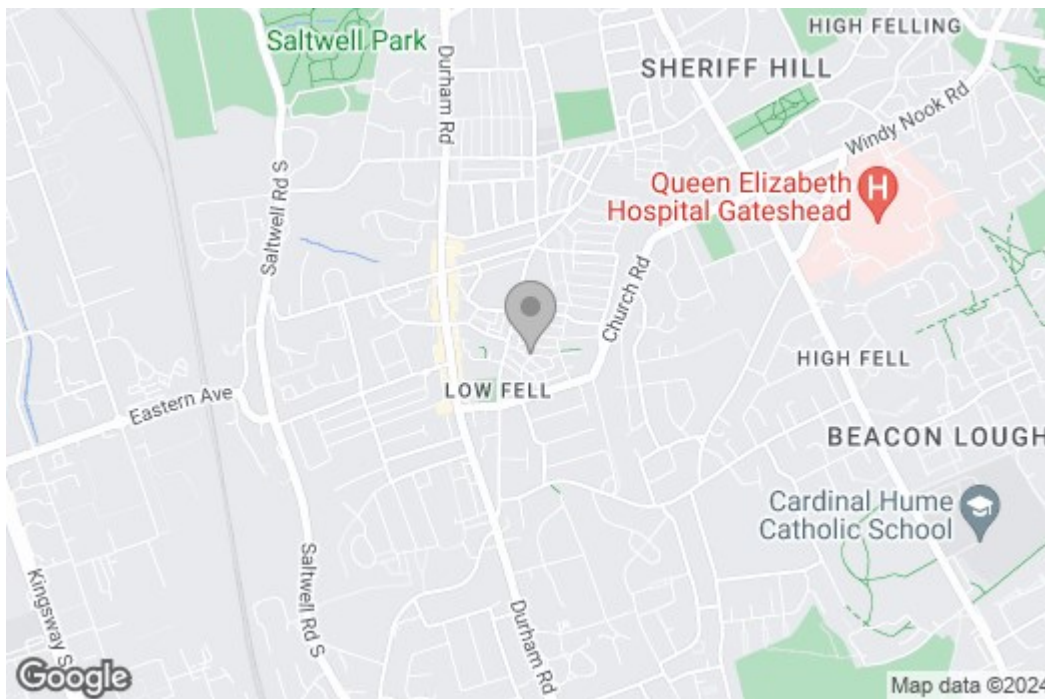 HIGH FELLING
Saltwell Park
Durham Rd
SHERIFF HILL
Windy Nook Rd
Queen Elizabeth
Hospital Gateshead
H
Saltwell Rd S
Church Rd
HIGH FELL
LOW FELL
Eastern Ave
BEACON LOUGH
Cardinal Hume
Catholic School
Saltwell Rd S
Kingsway S
Durham Rd
Google
Map data ©2024